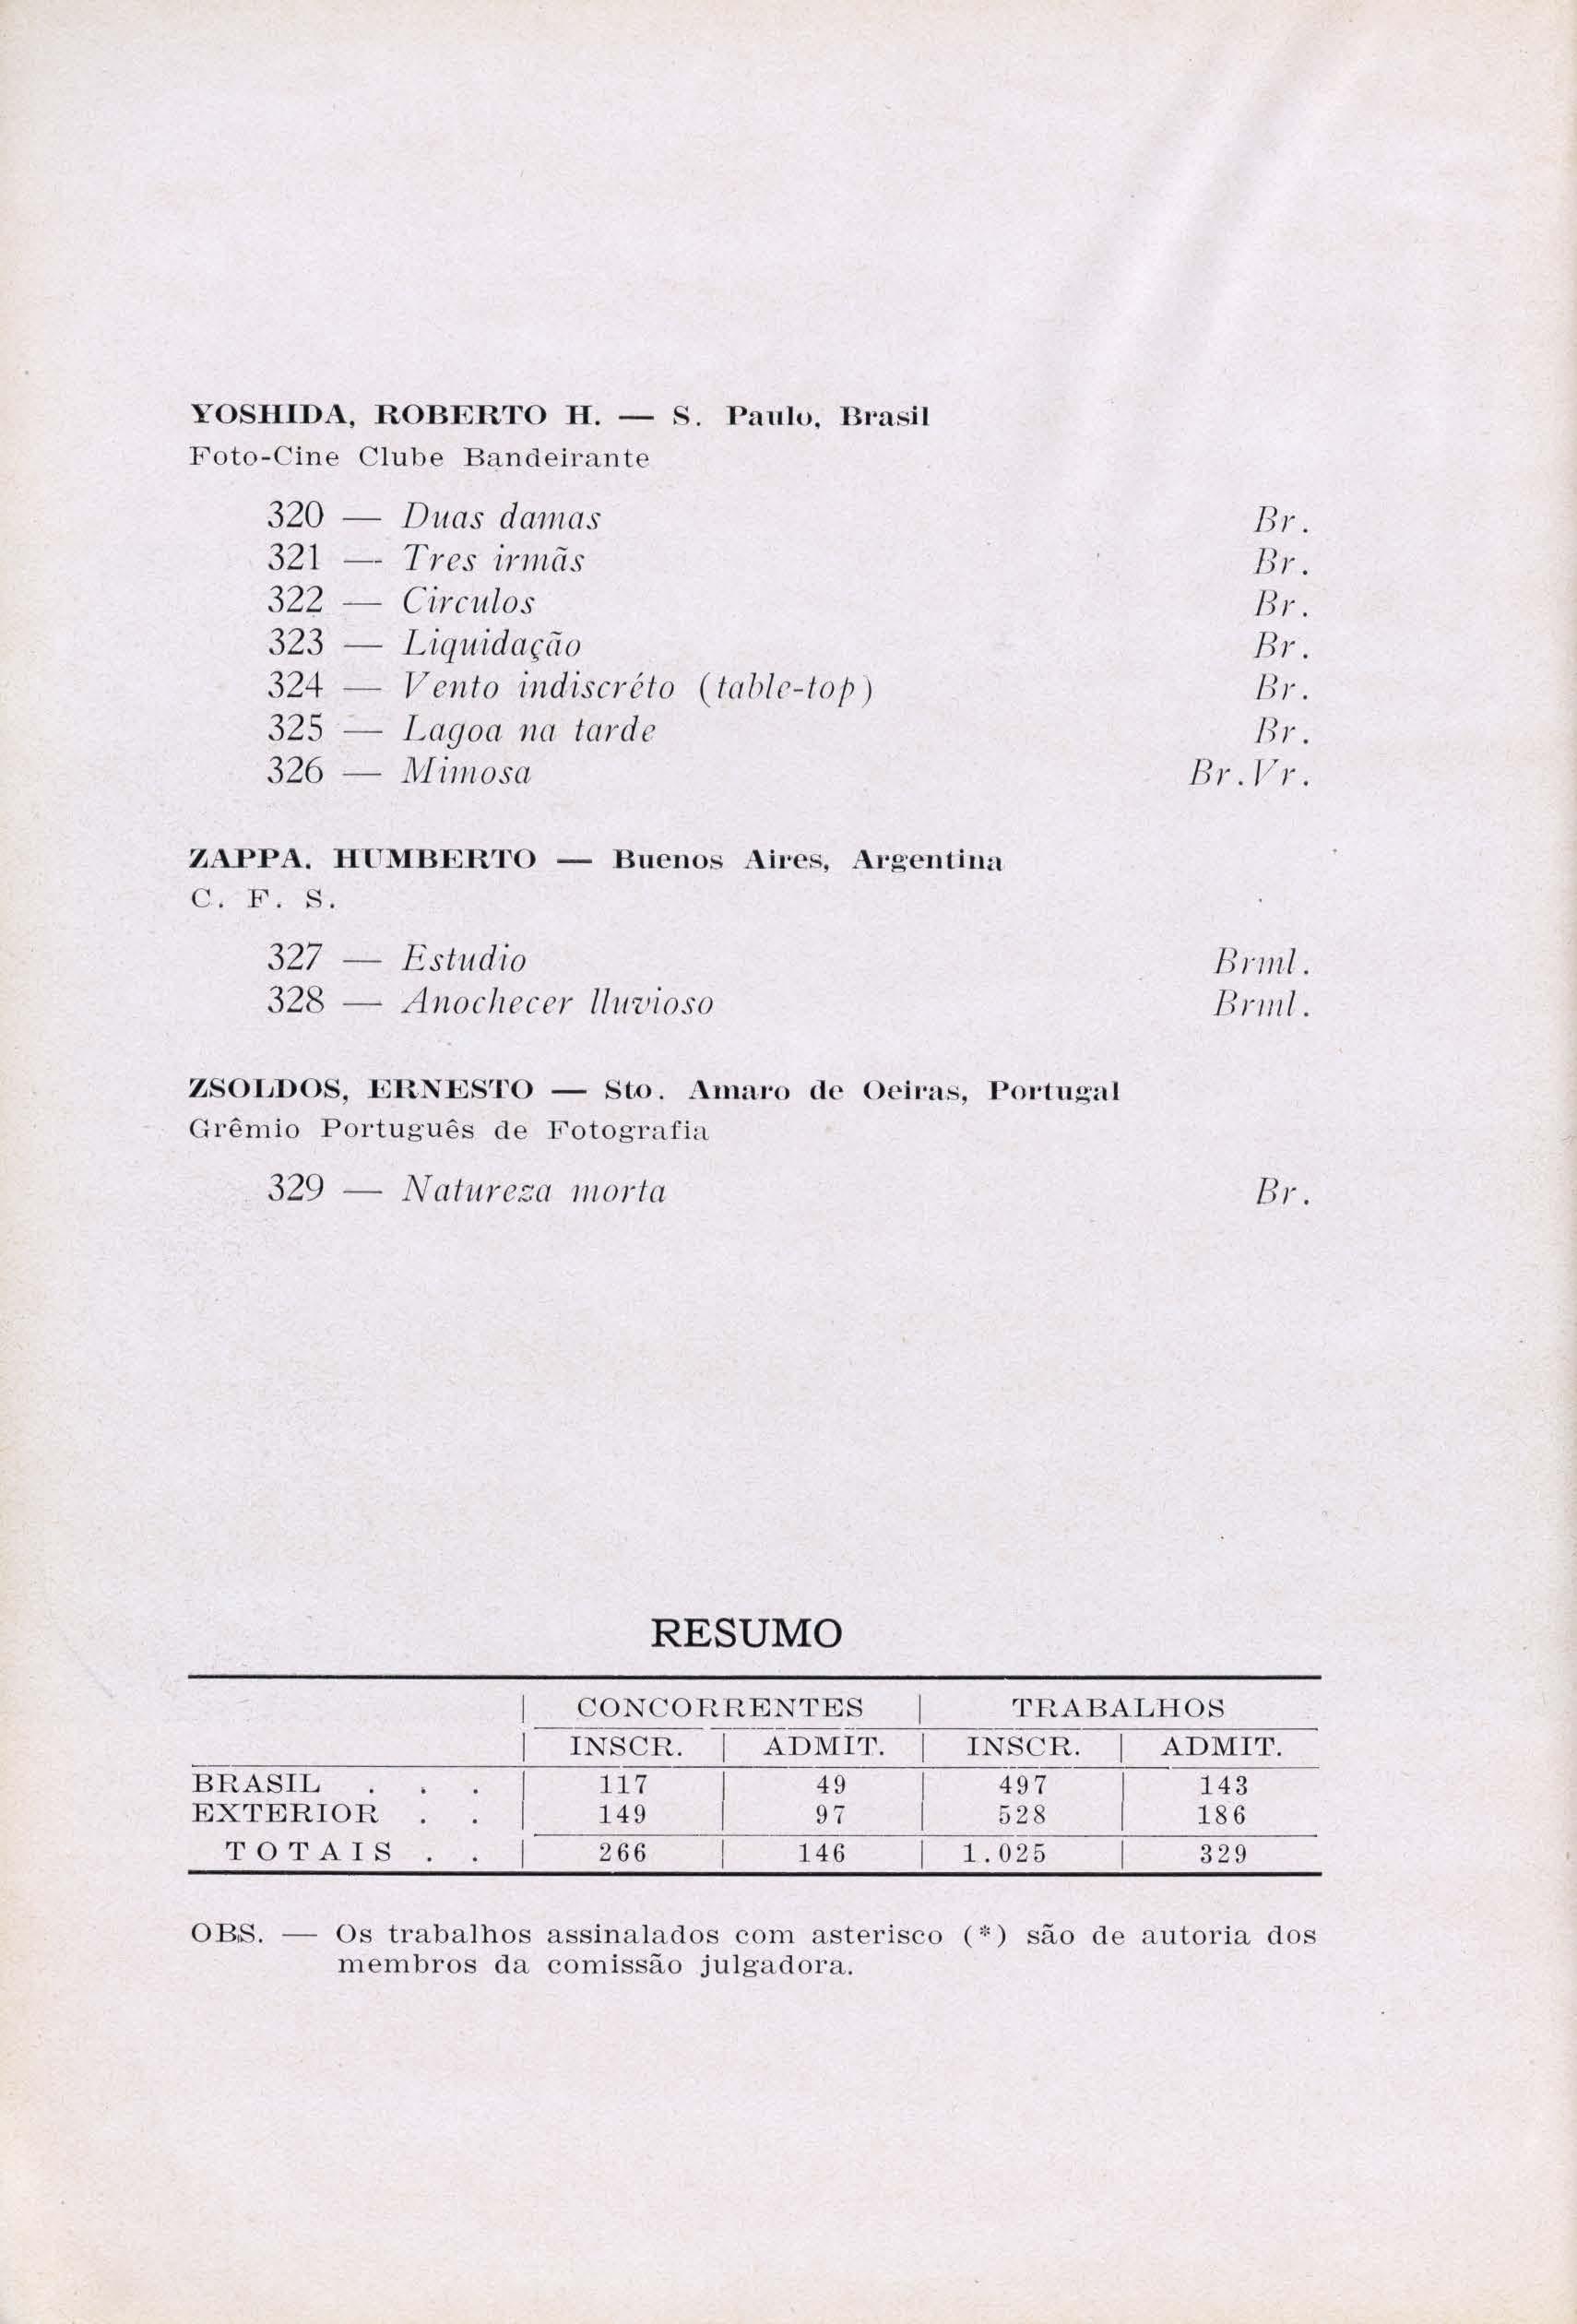 YOSHIDA, ROBERTO H. — S. Paulo, Brasil
Foto-Cine Clube Bandeirante
320 — Duas damas Br.
321 — Tres irmãs Br.
322 — Circulos Br.
323 — Liquidação Br.
324 — Vento indiscréto (table-top) Br.
325 — Lagoa na tarde Br.
326 — Mimosa Br.Vr.
ZAPPA. HUMBERTO — Buenos Aires, Argentina
C. F. S.
327 — Estudio Brml.
328 — Anochecer lluvioso Brml.
ZSOLDOS, ERNESTO — Sto. Amaro de Oeiras, Portugal
Grêmio Português de Fotografia
329 — Natureza morta Br.
RESUMO
CONCORRENTES | TRABALHOS
INSCR. | ADMIT. | INSCR. | ADMIT.
BRASIL . . . | 117 | 49 | 497 | 143
EXTERIOR . . | 149 | 97 | 528 | 186
TOTAIS . . | 266 | 146 | 1.025 | 329
OBS. — Os trabalhos assinalados com asterisco (*) são de autoria dos
membros da comissão julgadora.